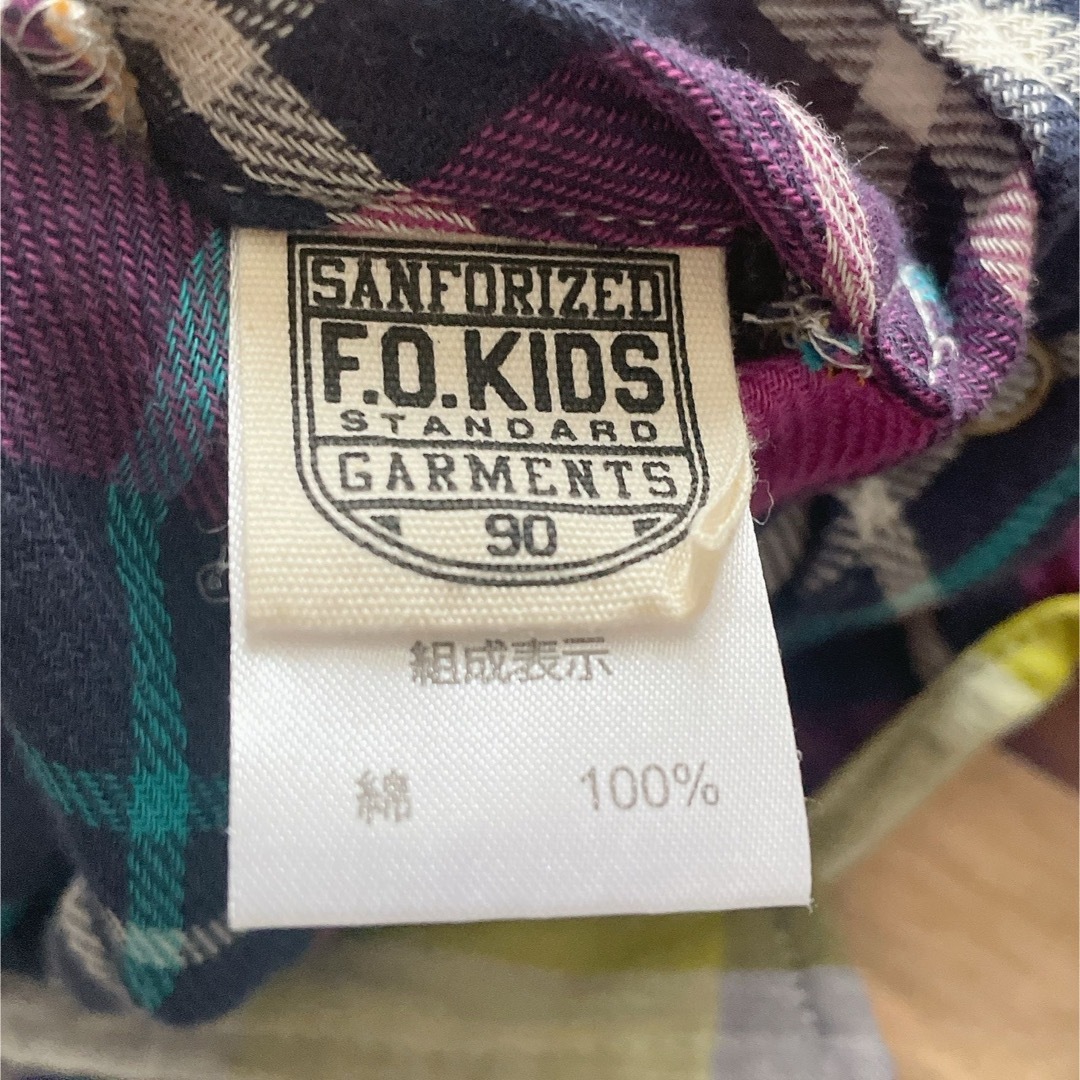 SANFORIZED
F.O.KIDS
STANDARD
GARMENTS
90
組成表示
綿 100%